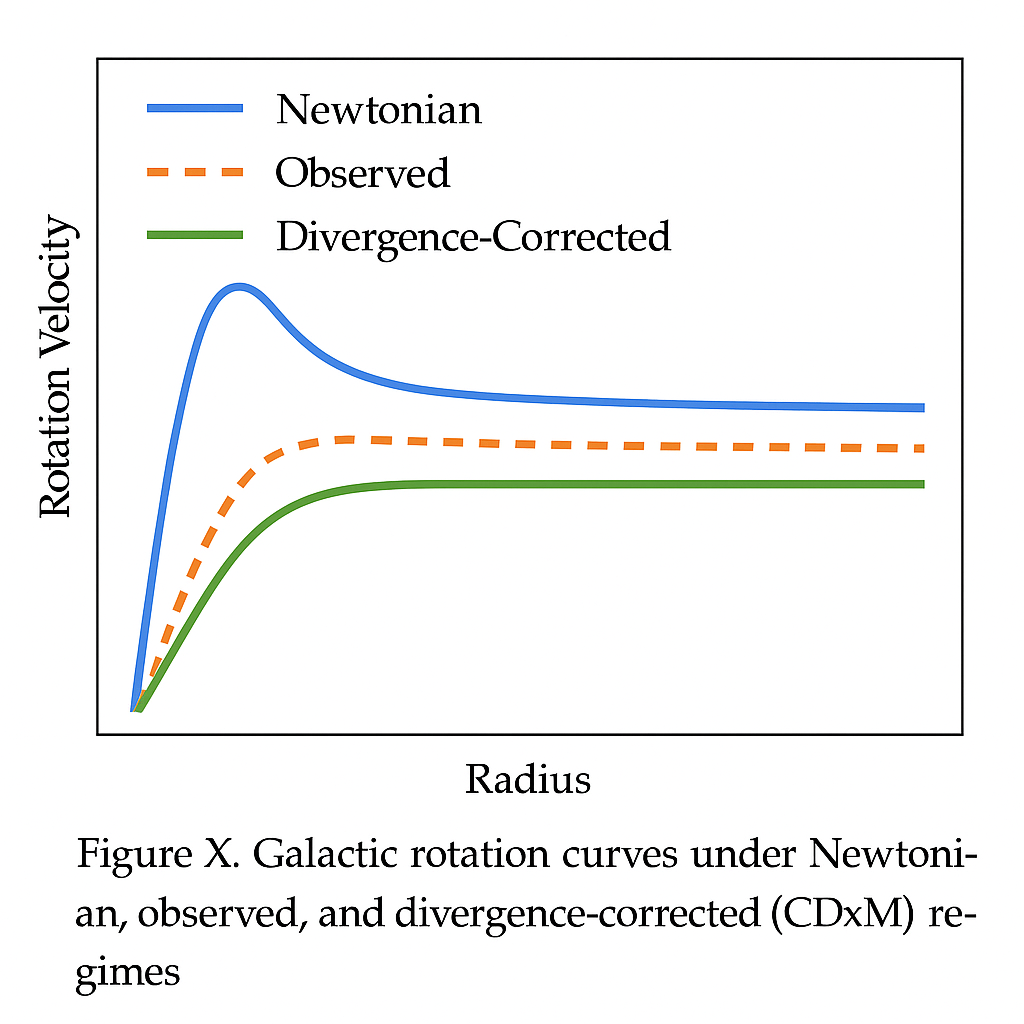 Newtonian
Observed
Divergence-Corrected
Rotation Velocity
Radius
Figure X. Galactic rotation curves under Newtoni-
an, observed, and divergence-corrected (CDxM) re-
gimes